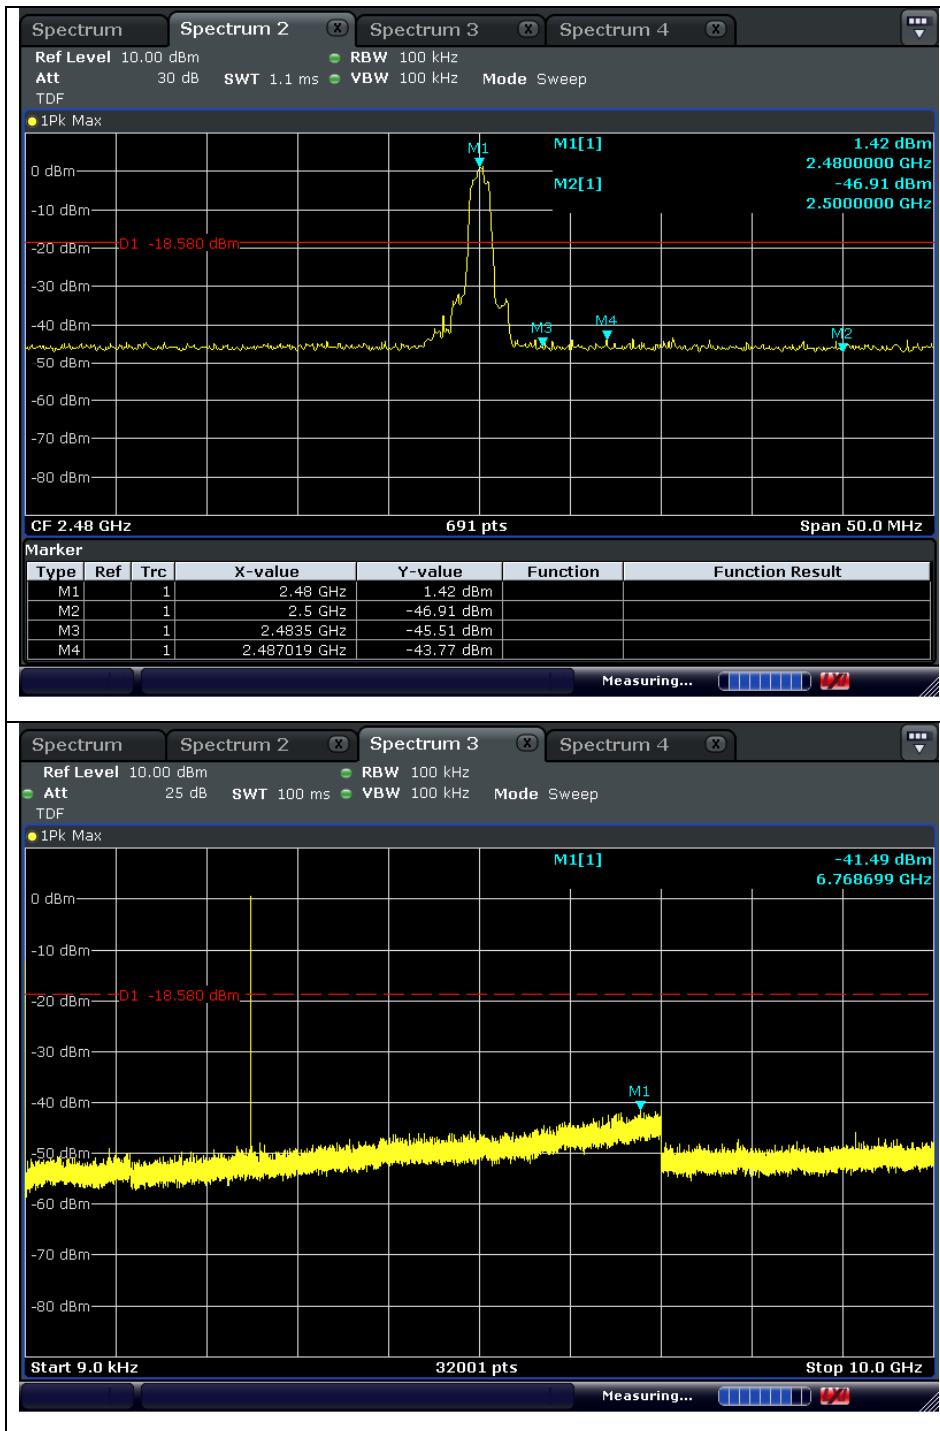 Spectrum Spectrum 2 X Spectrum 3 X Spectrum 4 X
Ref Level 10.00 dBm RBW 100 kHz
Att 30 dB SWT 1.1 ms VBW 100 kHz Mode Sweep
TDF
1Pk Max
M1[1] 1.42 dBm
2.4800000 GHz
M2[1] -46.91 dBm
2.5000000 GHz
M1
0 dBm
-10 dBm
D1 -18.580 dBm
-20 dBm
-30 dBm
-40 dBm
M3 M4 M2
-50 dBm
-60 dBm
-70 dBm
-80 dBm
CF 2.48 GHz 691 pts Span 50.0 MHz
Marker
Type Ref Trc X-value Y-value Function Function Result
M1 1 2.48 GHz 1.42 dBm
M2 1 2.5 GHz -46.91 dBm
M3 1 2.4835 GHz -45.51 dBm
M4 1 2.487019 GHz -43.77 dBm
Measuring...
Spectrum Spectrum 2 X Spectrum 3 X Spectrum 4 X
Ref Level 10.00 dBm RBW 100 kHz
Att 25 dB SWT 100 ms VBW 100 kHz Mode Sweep
TDF
1Pk Max
M1[1] -41.49 dBm
6.768699 GHz
0 dBm
-10 dBm
D1 -18.580 dBm
-20 dBm
-30 dBm
M1
-40 dBm
-50 dBm
-60 dBm
-70 dBm
-80 dBm
Start 9.0 kHz 32001 pts Stop 10.0 GHz
Measuring...